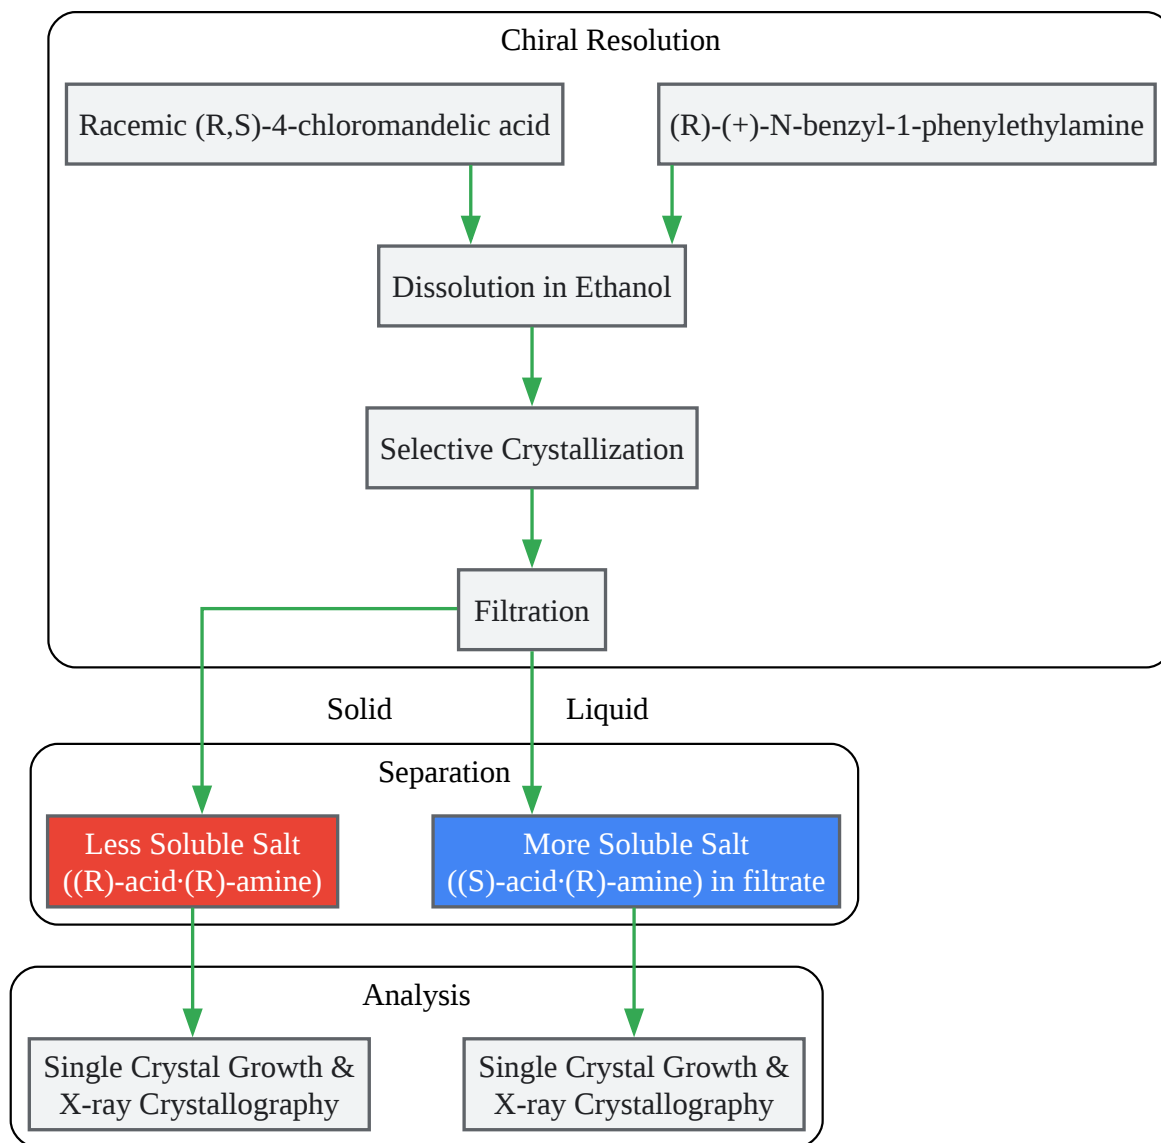 Chiral Resolution
Racemic (R,S)-4-chloromandelic acid
(R)-(+)-N-benzyl-1-phenylethylamine
Dissolution in Ethanol
Selective Crystallization
Filtration
Solid
Liquid
Separation
Less Soluble Salt
((R)-acid·(R)-amine)
More Soluble Salt
((S)-acid·(R)-amine) in filtrate
Analysis
Single Crystal Growth &
X-ray Crystallography
Single Crystal Growth &
X-ray Crystallography